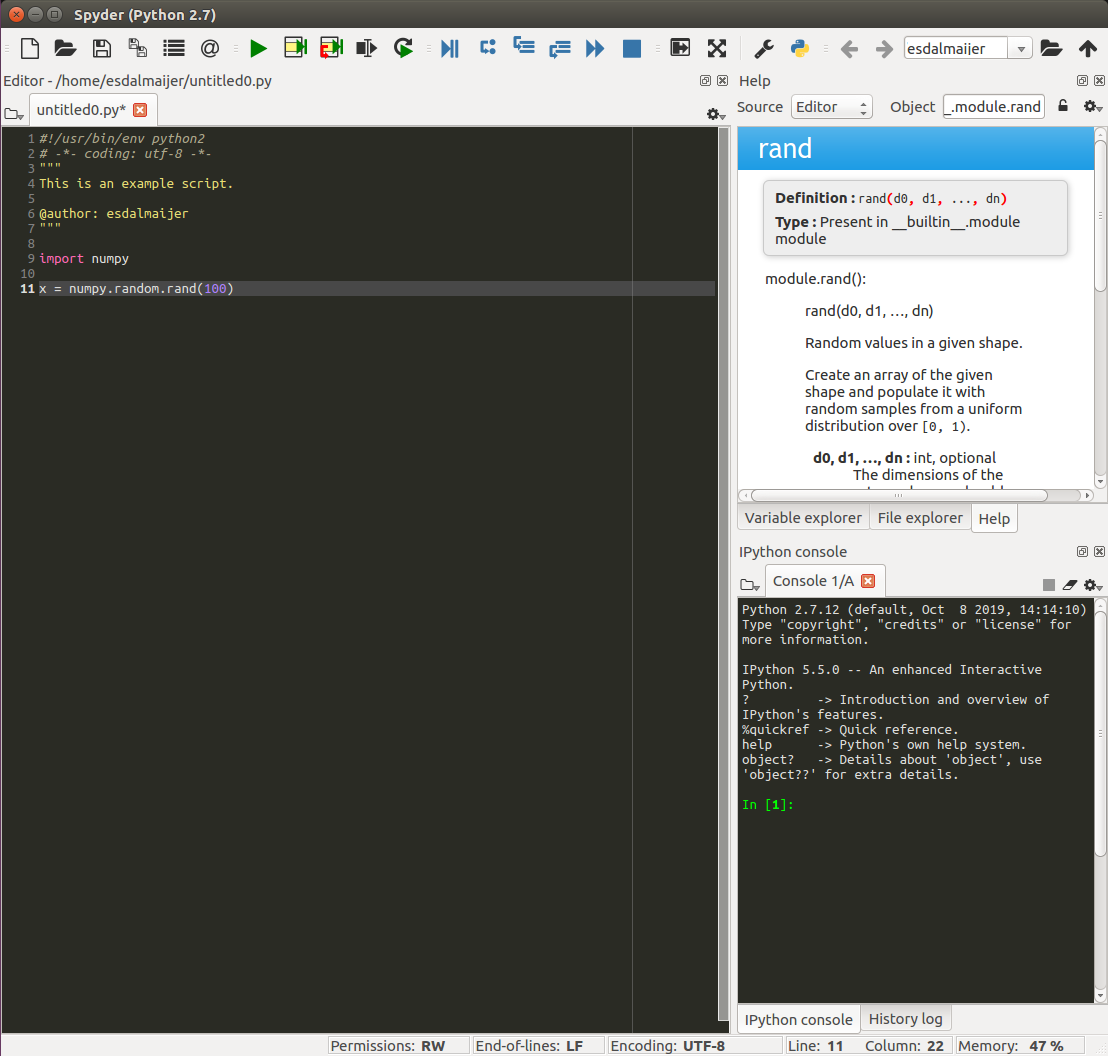 Spyder (Python 2.7)
esdalmaijer
Editor - /home/esdalmaijer/untitled0.py
untitled0.py*
1 #!/usr/bin/env python2
2 # -*- coding: utf-8 -*-
3 """
4 This is an example script.
5
6 @author: esdalmaijer
7 """
8
9 import numpy
10
11 x = numpy.random.rand(100)
Help
Source Editor Object _.module.rand
rand
Definition : rand(d0, d1, ..., dn)
Type : Present in __builtin__.module
module
module.rand():
rand(d0, d1, ..., dn)
Random values in a given shape.
Create an array of the given
shape and populate it with
random samples from a uniform
distribution over [0, 1).
d0, d1, ..., dn : int, optional
The dimensions of the
Variable explorer File explorer Help
IPython console
Console 1/A
Python 2.7.12 (default, Oct  8 2019, 14:14:10)
Type "copyright", "credits" or "license" for
more information.
IPython 5.5.0 -- An enhanced Interactive
Python.
?         -> Introduction and overview of
IPython's features.
%quickref -> Quick reference.
help      -> Python's own help system.
object?   -> Details about 'object', use
'object??' for extra details.
In [1]:
IPython console History log
Permissions: RW End-of-lines: LF Encoding: UTF-8 Line: 11 Column: 22 Memory: 47 %